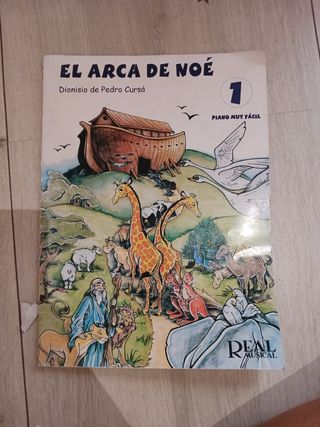 EL ARCA DE NOÉ
Dionisio de Pedro Cursá
1
PIANO MUY FÁCIL
REAL
MUSICAL